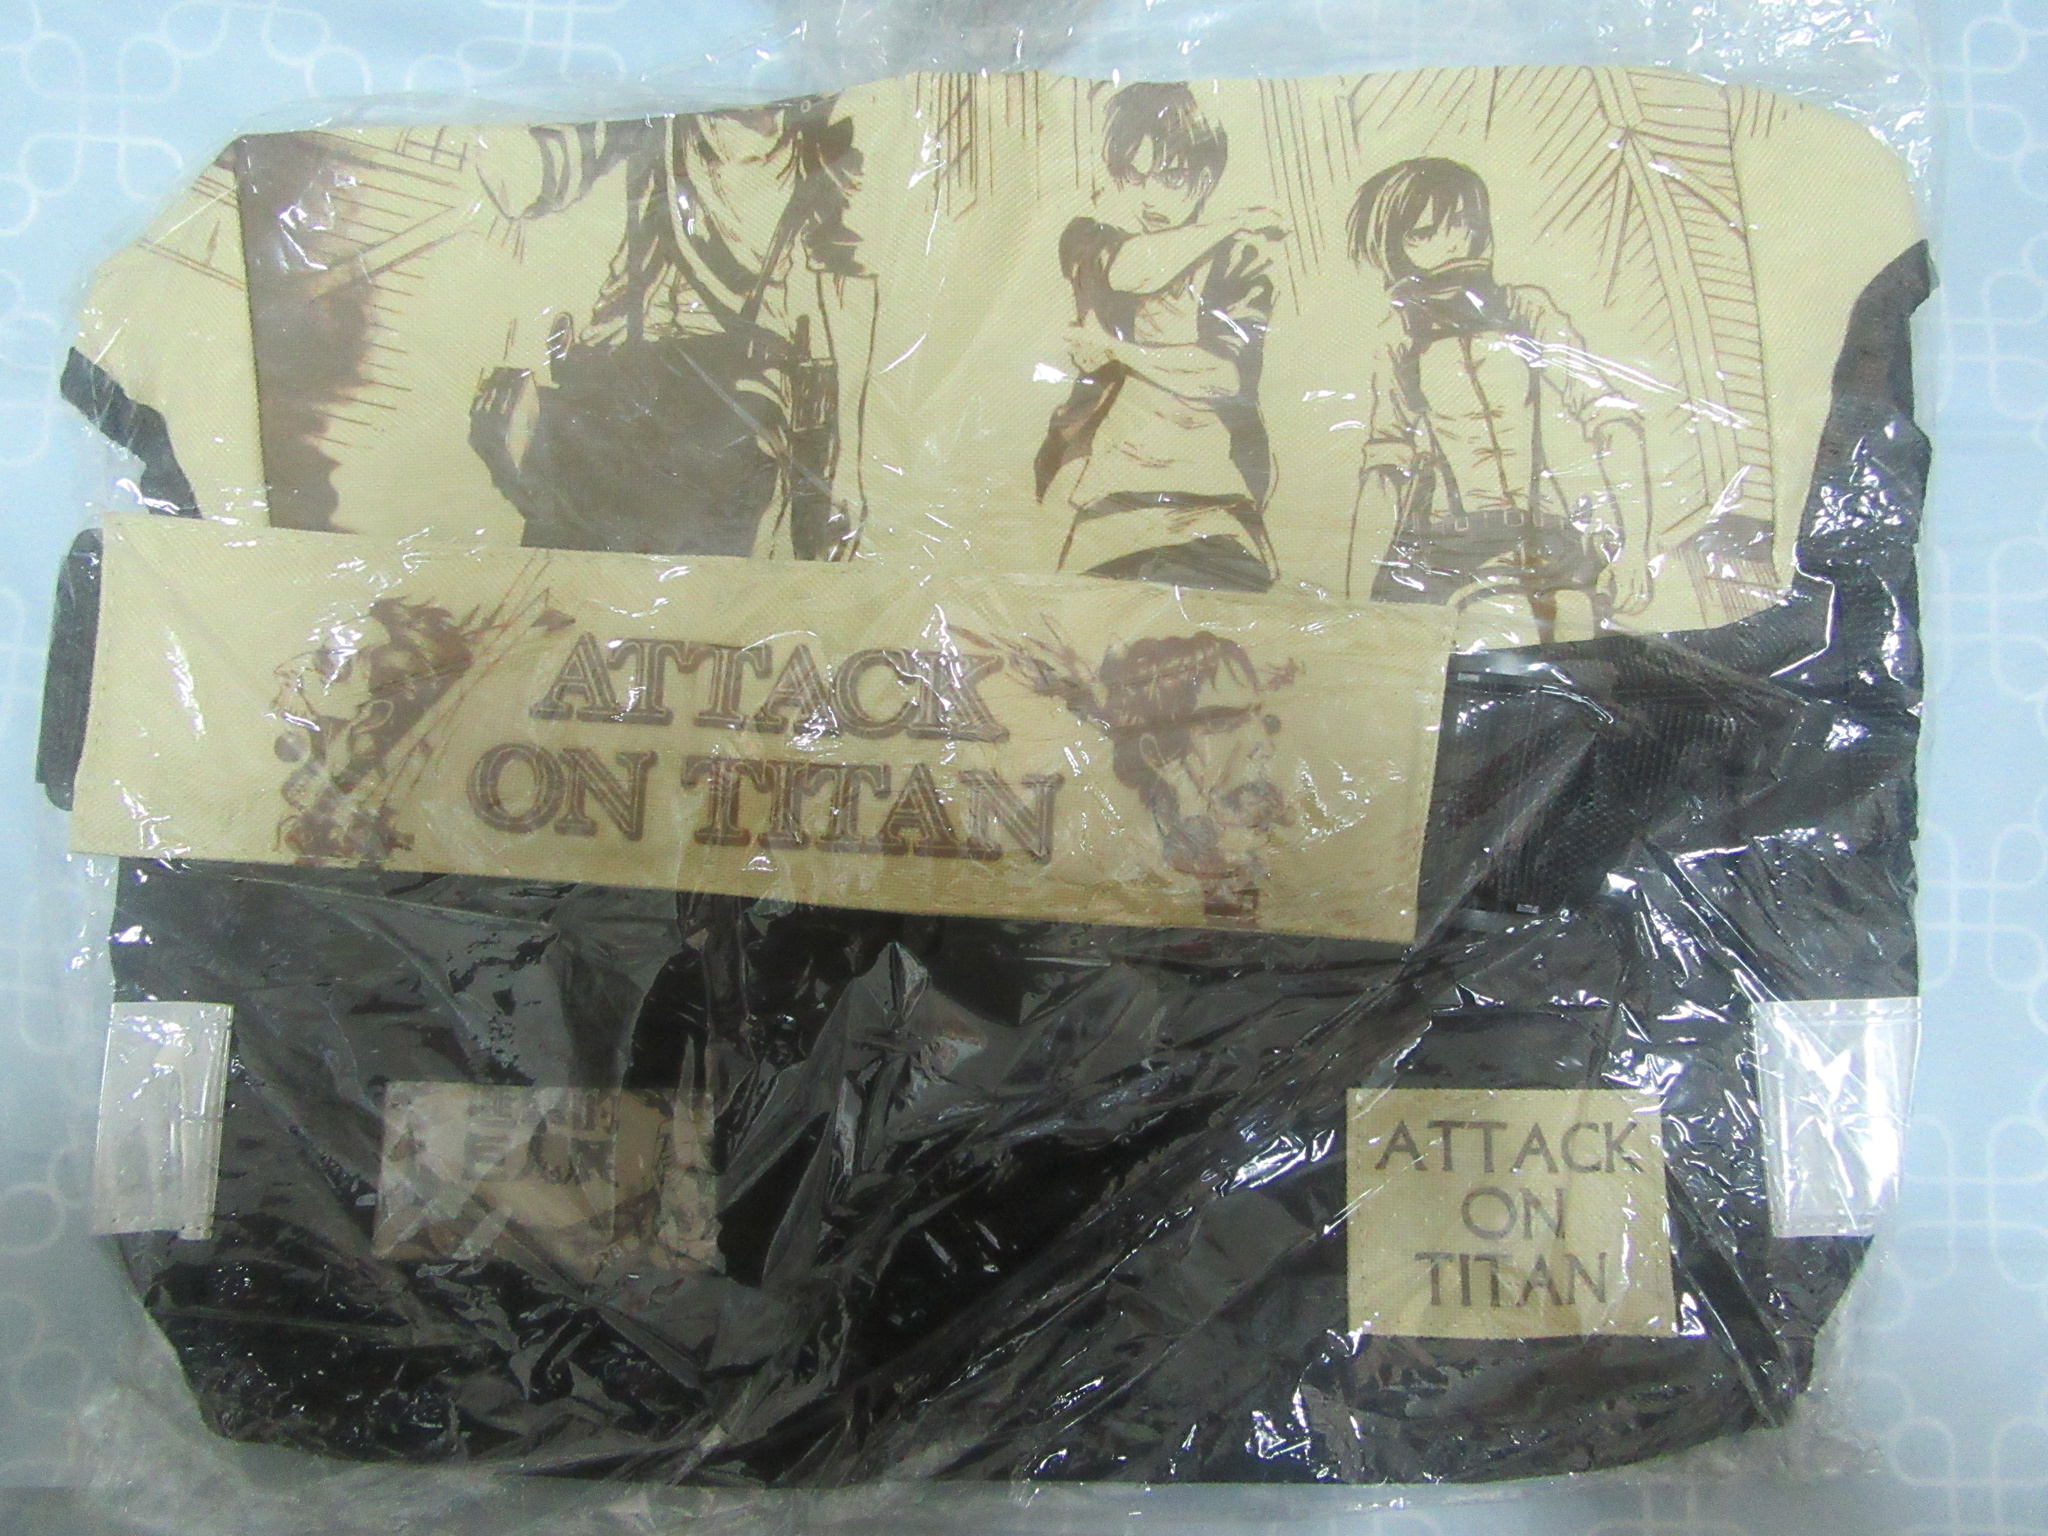 ATTACK
ON TITAN
ATTACK
ON
TITAN